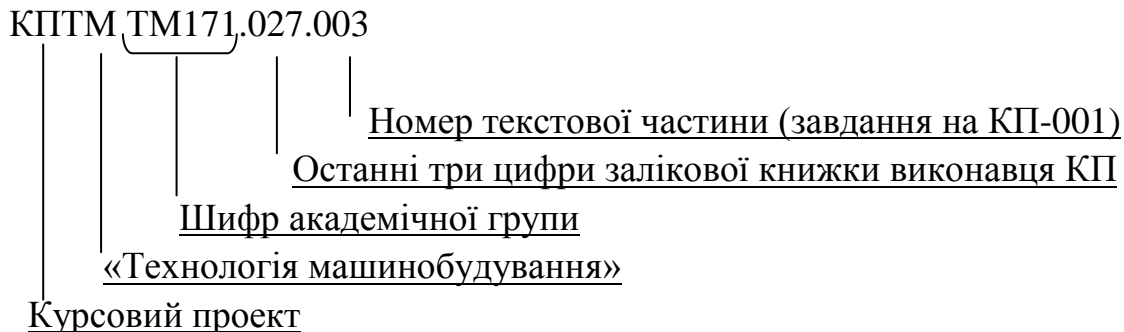 КПТМ ТМ171.027.003
Номер текстової частини (завдання на КП-001)
Останні три цифри залікової книжки виконавця КП
Шифр академічної групи
«Технологія машинобудування»
Курсовий проект